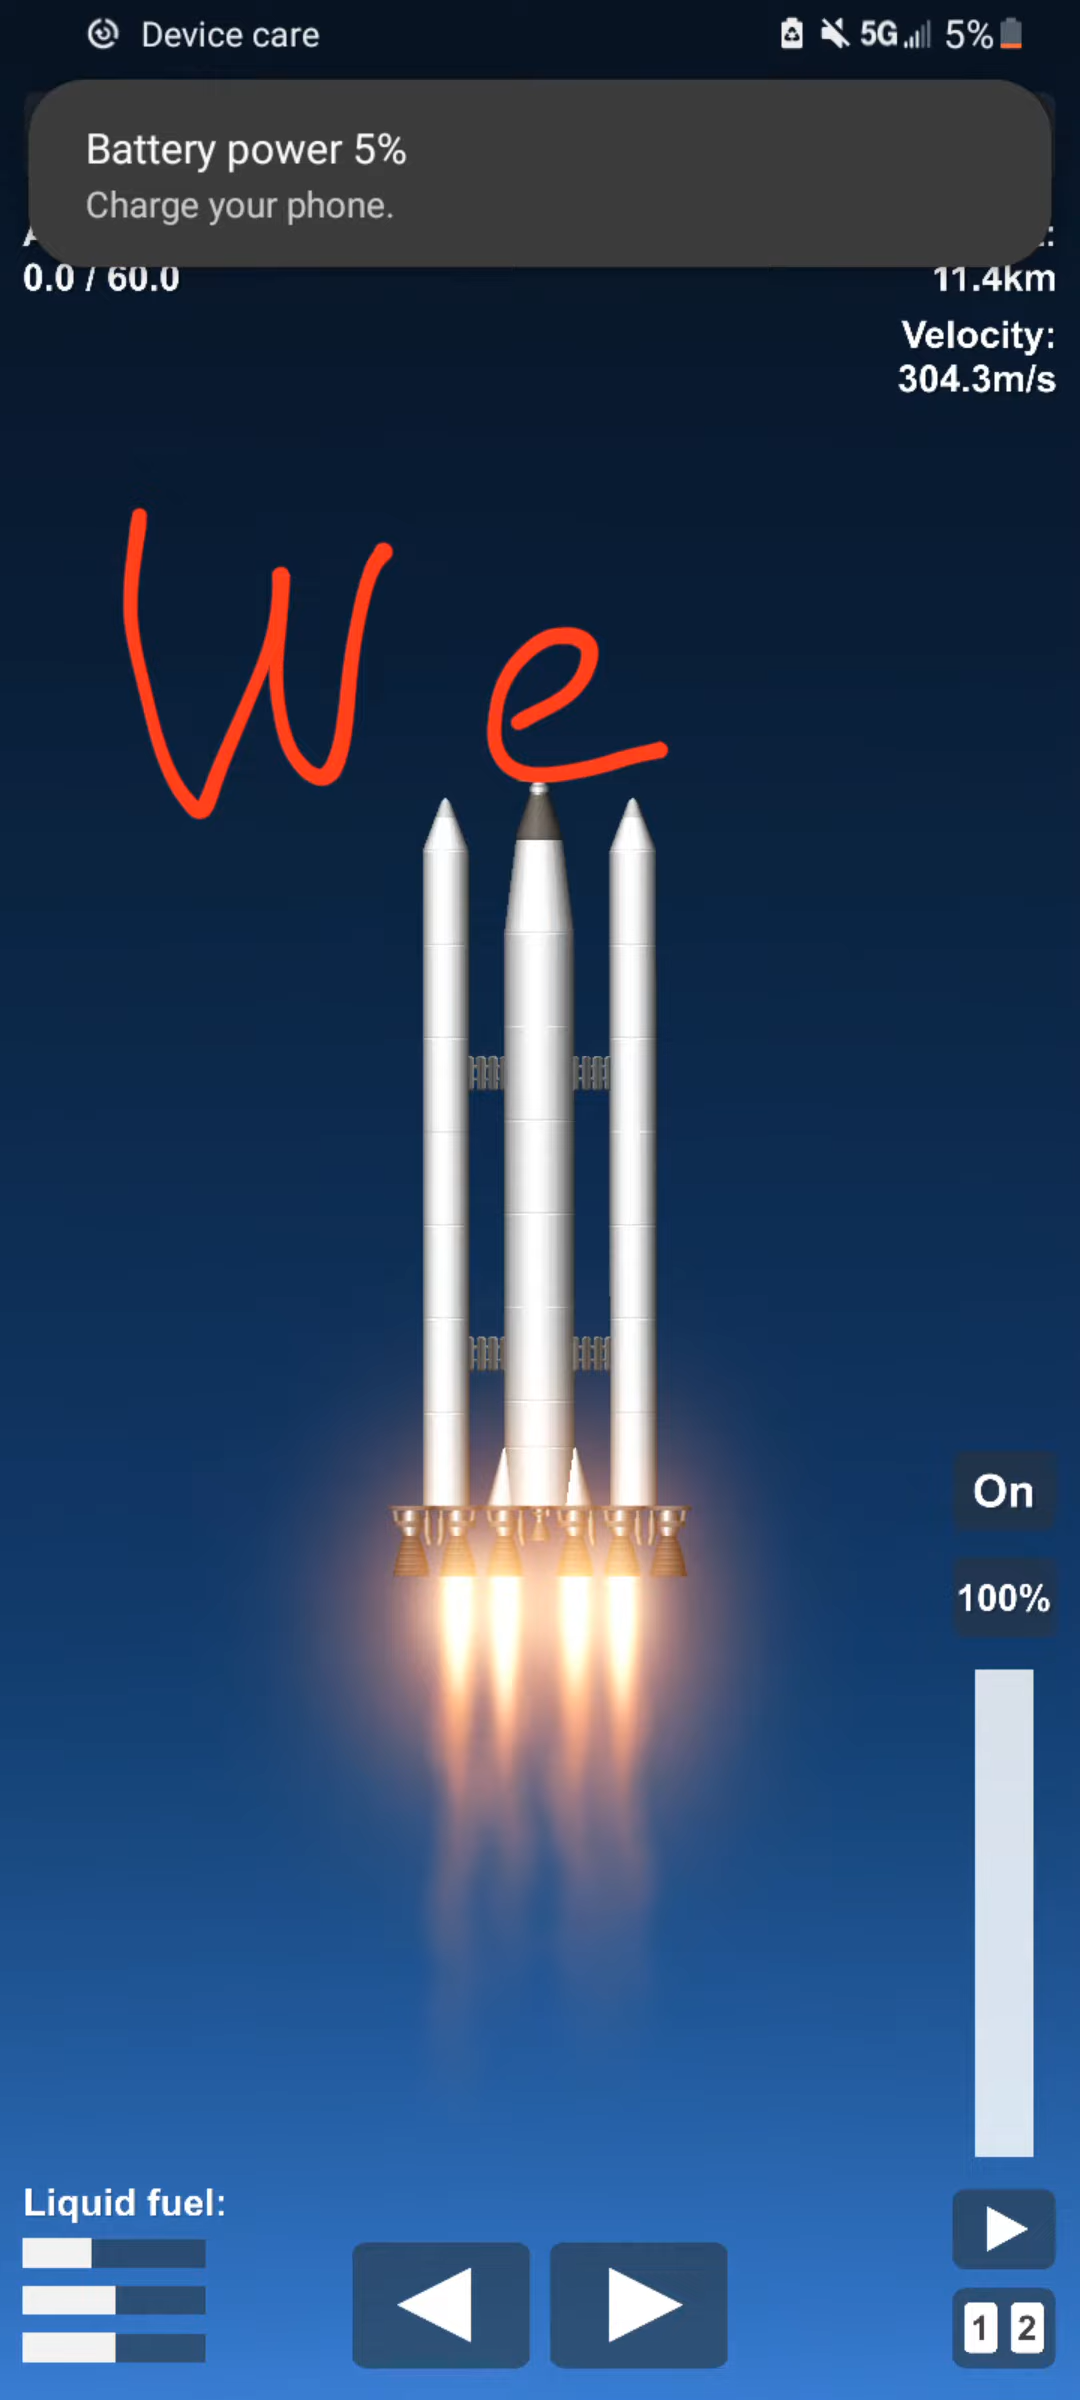 Device care 5G 5%
Battery power 5%
Charge your phone.
0.0 / 60.0
11.4km
Velocity:
304.3m/s
We
On
100%
Liquid fuel:
1 2